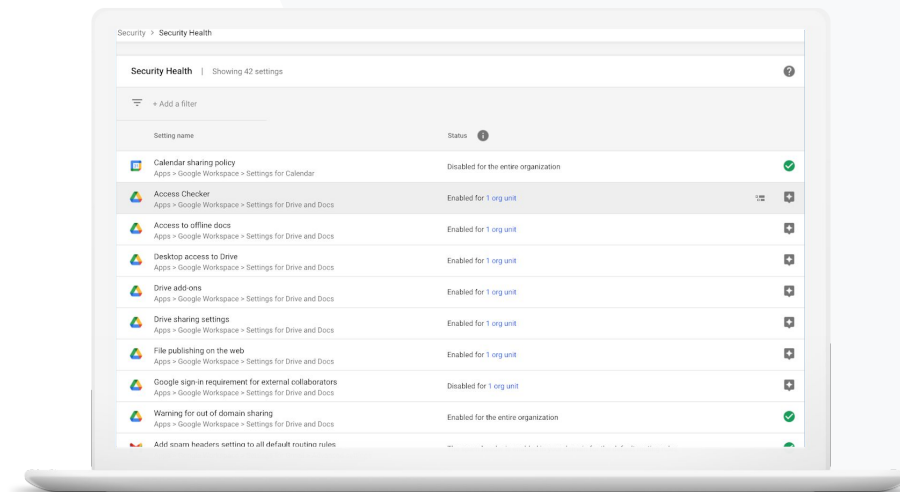 Security > Security Health
Security Health | Showing 42 settings
+ Add a filter
Setting name Status
Calendar sharing policy
Apps > Google Workspace > Settings for Calendar
Disabled for the entire organization
Access Checker
Apps > Google Workspace > Settings for Drive and Docs
Enabled for 1 org unit
Access to offline docs
Apps > Google Workspace > Settings for Drive and Docs
Enabled for 1 org unit
Desktop access to Drive
Apps > Google Workspace > Settings for Drive and Docs
Enabled for 1 org unit
Drive add-ons
Apps > Google Workspace > Settings for Drive and Docs
Enabled for 1 org unit
Drive sharing settings
Apps > Google Workspace > Settings for Drive and Docs
Enabled for 1 org unit
File publishing on the web
Apps > Google Workspace > Settings for Drive and Docs
Enabled for 1 org unit
Google sign-in requirement for external collaborators
Apps > Google Workspace > Settings for Drive and Docs
Disabled for 1 org unit
Warning for out of domain sharing
Apps > Google Workspace > Settings for Drive and Docs
Enabled for the entire organization
Add spam headers setting to all default routing rules